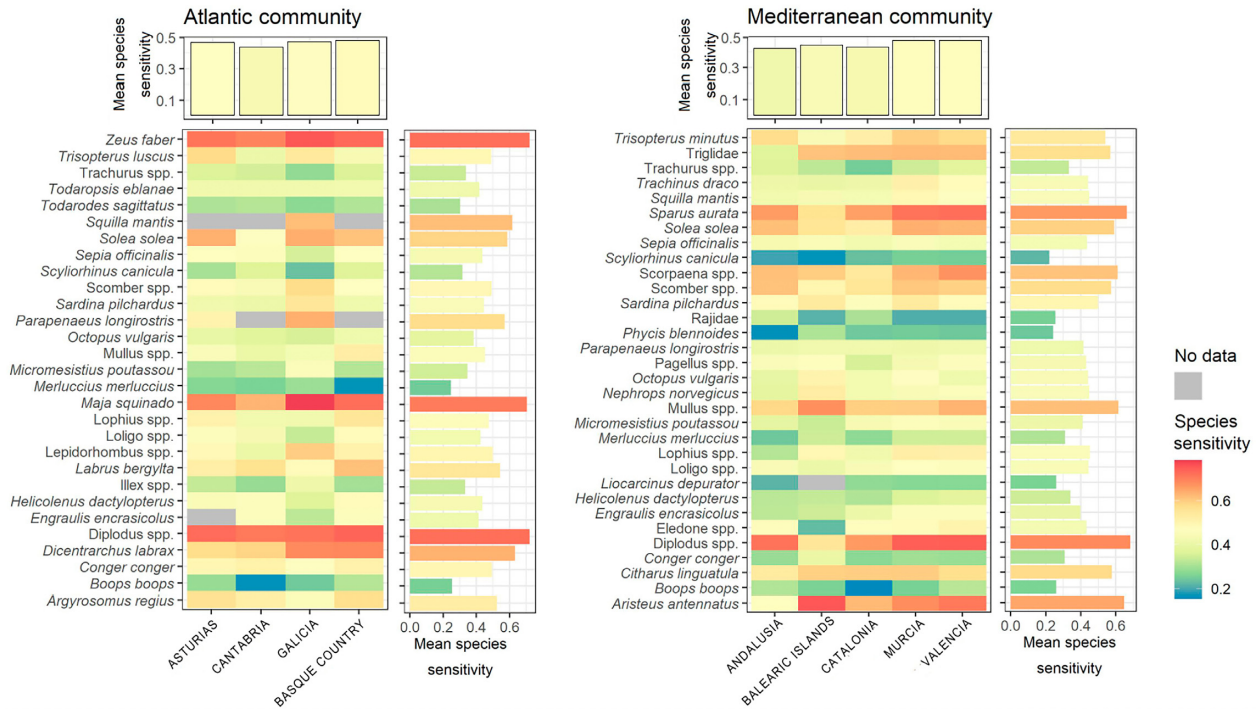 Atlantic community
Mean species
sensitivity
0.5
0.3
0.1
Zeus faber
Trisopterus luscus
Trachurus spp.
Todaropsis eblanae
Todarodes sagittatus
Squilla mantis
Solea solea
Sepia officinalis
Scyliorhinus canicula
Scomber spp.
Sardina pilchardus
Parapenaeus longirostris
Octopus vulgaris
Mullus spp.
Micromesistius poutassou
Merluccius merluccius
Maja squinado
Lophius spp.
Loligo spp.
Lepidorhombus spp.
Labrus bergylta
Illex spp.
Helicolenus dactylopterus
Engraulis encrasicolus
Diplodus spp.
Dicentrarchus labrax
Conger conger
Boops boops
Argyrosomus regius
ASTURIAS
CANTABRIA
GALICIA
BASQUE COUNTRY
0.0 0.2 0.4 0.6
Mean species
sensitivity
Mediterranean community
Mean species
sensitivity
0.5
0.3
0.1
Trisopterus minutus
Triglidae
Trachurus spp.
Trachinus draco
Squilla mantis
Sparus aurata
Solea solea
Sepia officinalis
Scyliorhinus canicula
Scorpaena spp.
Scomber spp.
Sardina pilchardus
Rajidae
Phycis blennoides
Parapenaeus longirostris
Pagellus spp.
Octopus vulgaris
Nephrops norvegicus
Mullus spp.
Micromesistius poutassou
Merluccius merluccius
Lophius spp.
Loligo spp.
Liocarcinus depurator
Helicolenus dactylopterus
Engraulis encrasicolus
Eledone spp.
Diplodus spp.
Conger conger
Citharus linguatula
Boops boops
Aristeus antennatus
ANDALUSIA
BALEARIC ISLANDS
CATALONIA
MURCIA
VALENCIA
0.0 0.2 0.4 0.6
Mean species
sensitivity
No data
Species
sensitivity
0.6
0.4
0.2